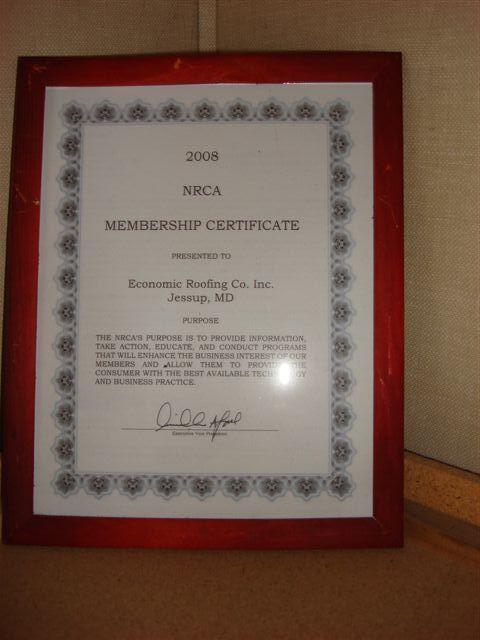 2008
NRCA
MEMBERSHIP CERTIFICATE
PRESENTED TO
Economic Roofing Co. Inc.
Jessup, MD
PURPOSE
THE NRCA'S PURPOSE IS TO PROVIDE INFORMATION,
TAKE ACTION, EDUCATE, AND CONDUCT PROGRAMS
THAT WILL ENHANCE THE BUSINESS INTEREST OF OUR
MEMBERS AND ALLOW THEM TO PROVIDE THE
CONSUMER WITH THE BEST AVAILABLE TECHNOLOGY
AND BUSINESS PRACTICE.
Executive Vice President